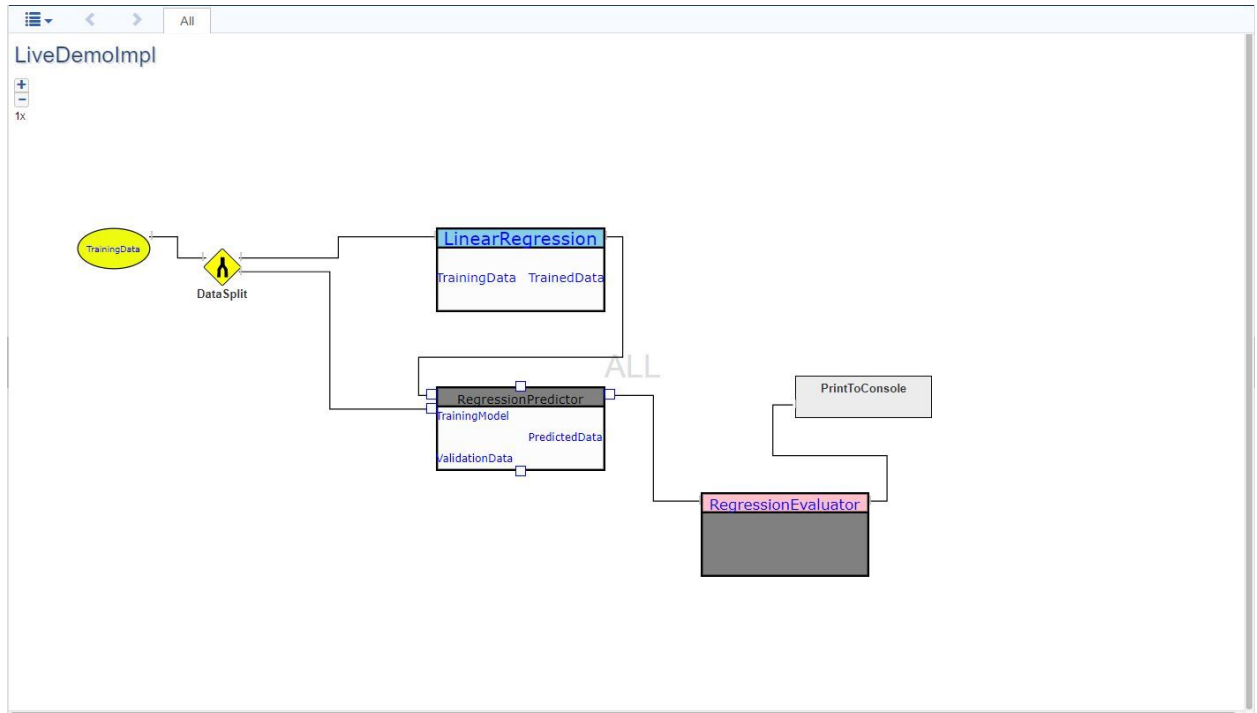 All
LiveDemoImpl
+
−
1x
TrainingData
DataSplit
LinearRegression
TrainingData TrainedData
ALL
RegressionPredictor
TrainingModel
PredictedData
ValidationData
PrintToConsole
RegressionEvaluator